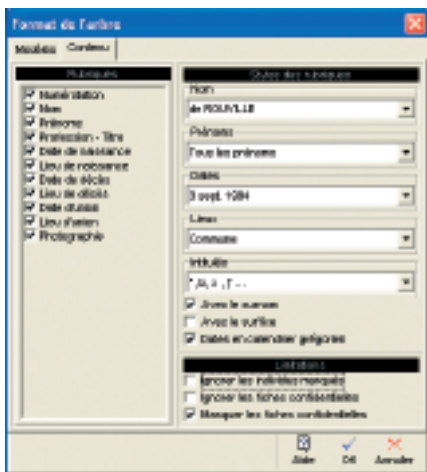 Format de l'arbre
Modèles Contenu
Rubriques
Numérotation
Nom
Prénoms
Profession - Titre
Date de naissance
Lieu de naissance
Date de décès
Lieu de décès
Date d'union
Lieu d'union
Photographie
Styles des rubriques
Nom
de ROUVILLE
Prénoms
Tous les prénoms
Dates
3 sept. 1984
Lieux
Commune
Intitulés
Avec le surnom
Avec le suffixe
Dates en calendrier grégorien
Limitations
Ignorer les individus marqués
Ignorer les fiches confidentielles
Masquer les fiches confidentielles
Aide OK Annuler